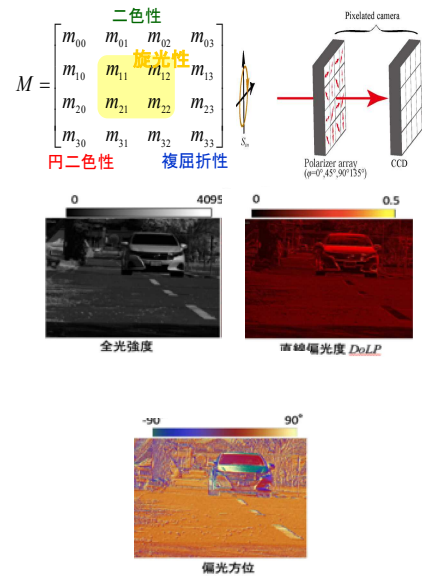 二色性
Pixelated camera
M =
m00 m01 m02 m03
旋光性
m10 m11 m12 m13
m20 m21 m22 m23
m30 m31 m32 m33
Sin
円二色性
複屈折性
Polarizer array
(φ=0°,45°,90°135°)
CCD
0 4095
0 0.5
全光強度
直線偏光度 DoLP
-90 90°
偏光方位